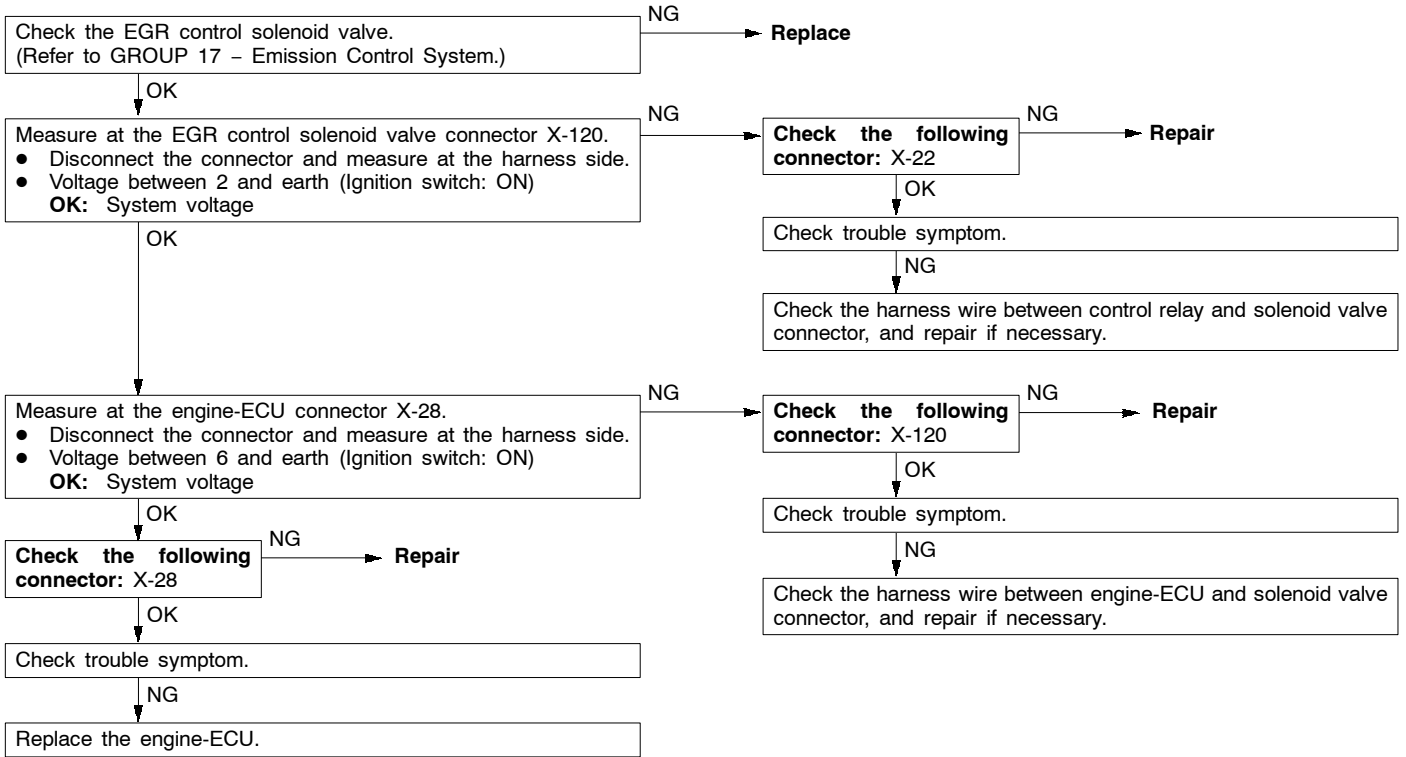 Check the EGR control solenoid valve.
(Refer to GROUP 17 – Emission Control System.)
NG
Replace
OK
Measure at the EGR control solenoid valve connector X-120.
● Disconnect the connector and measure at the harness side.
● Voltage between 2 and earth (Ignition switch: ON)
OK: System voltage
NG
Check the following
connector: X-22
NG
Repair
OK
Check trouble symptom.
NG
Check the harness wire between control relay and solenoid valve
connector, and repair if necessary.
OK
Measure at the engine-ECU connector X-28.
● Disconnect the connector and measure at the harness side.
● Voltage between 6 and earth (Ignition switch: ON)
OK: System voltage
NG
Check the following
connector: X-120
NG
Repair
OK
Check trouble symptom.
NG
Check the harness wire between engine-ECU and solenoid valve
connector, and repair if necessary.
OK
Check the following
connector: X-28
NG
Repair
OK
Check trouble symptom.
NG
Replace the engine-ECU.